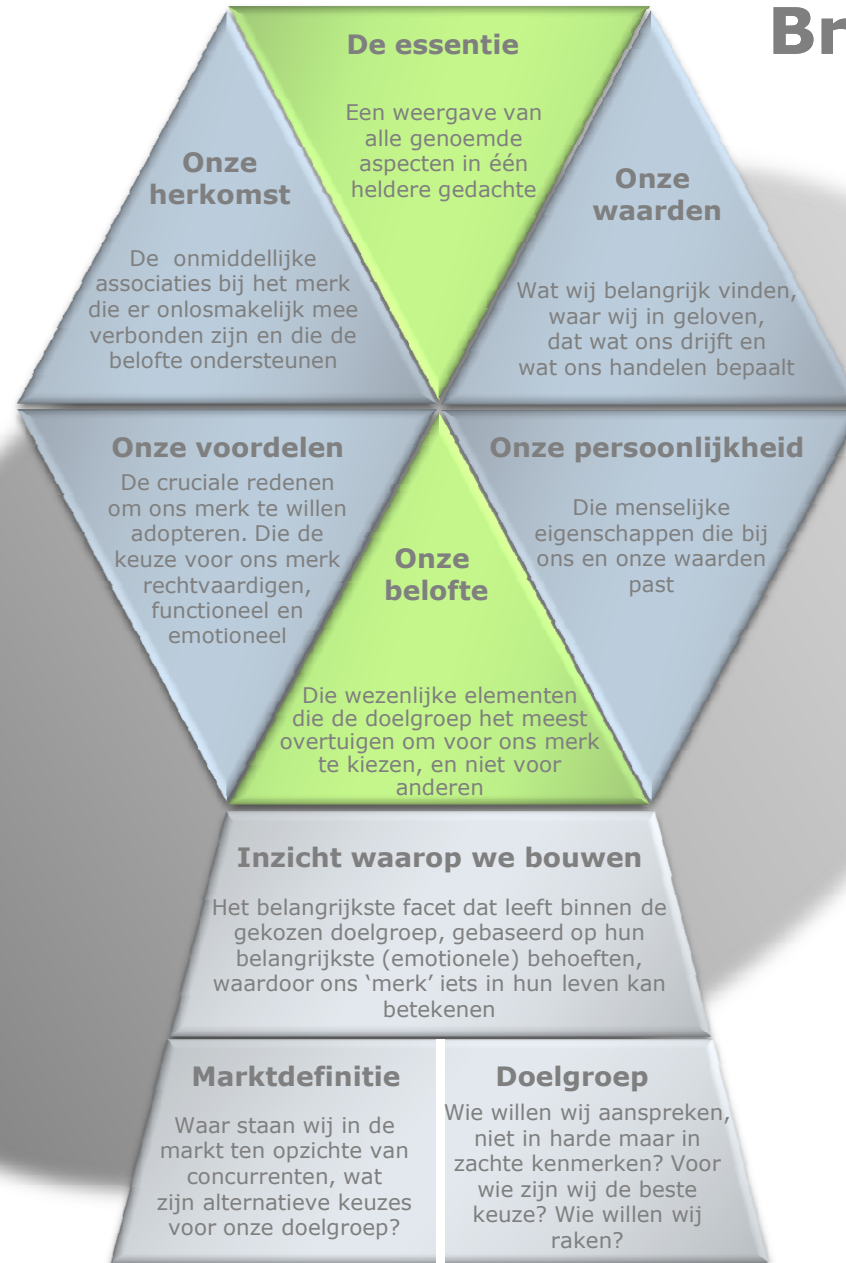 Br
De essentie
Een weergave van
alle genoemde
aspecten in één
heldere gedachte
Onze
herkomst
De onmiddellijke
associaties bij het merk
die er onlosmakelijk mee
verbonden zijn en die de
belofte ondersteunen
Onze
waarden
Wat wij belangrijk vinden,
waar wij in geloven,
dat wat ons drijft en
wat ons handelen bepaalt
Onze voordelen
De cruciale redenen
om ons merk te willen
adopteren. Die de
keuze voor ons merk
rechtvaardigen,
functioneel en
emotioneel
Onze
belofte
Die wezenlijke elementen
die de doelgroep het meest
overtuigen om voor ons merk
te kiezen, en niet voor
anderen
Onze persoonlijkheid
Die menselijke
eigenschappen die bij
ons en onze waarden
past
Inzicht waarop we bouwen
Het belangrijkste facet dat leeft binnen de
gekozen doelgroep, gebaseerd op hun
belangrijkste (emotionele) behoeften,
waardoor ons ‘merk’ iets in hun leven kan
betekenen
Marktdefinitie
Waar staan wij in de
markt ten opzichte van
concurrenten, wat
zijn alternatieve keuzes
voor onze doelgroep?
Doelgroep
Wie willen wij aanspreken,
niet in harde maar in
zachte kenmerken? Voor
wie zijn wij de beste
keuze? Wie willen wij
raken?